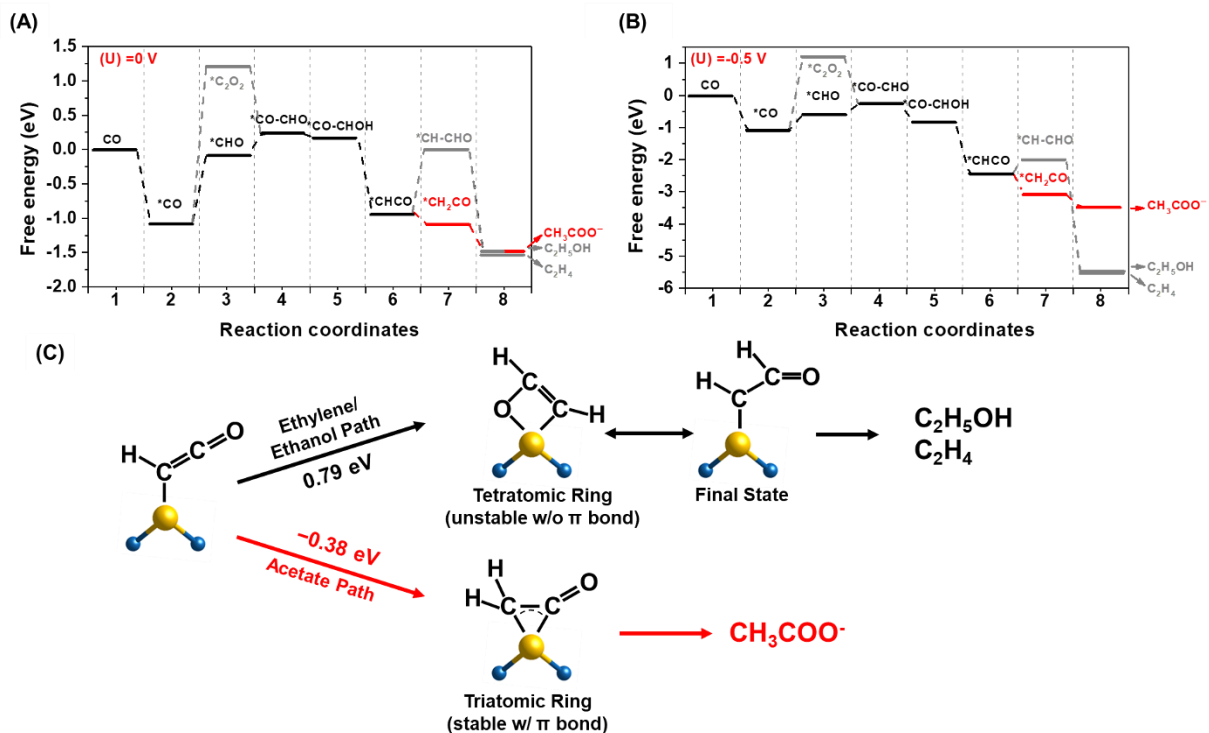 (A)
(U) =0 V
Free energy (eV)
1.5
1.0
0.5
0.0
-0.5
-1.0
-1.5
-2.0
CO
*CO
*C₂O₂
*CHO
*CO-CHO
*CO-CHOH
*CHCO
*CH-CHO
*CH₂CO
CH₃COO⁻
C₂H₅OH
C₂H₄
1 2 3 4 5 6 7 8
Reaction coordinates
(B)
(U) =-0.5 V
Free energy (eV)
1
0
-1
-2
-3
-4
-5
-6
CO
*CO
*C₂O₂
*CHO
*CO-CHO
*CO-CHOH
*CHCO
*CH-CHO
*CH₂CO
CH₃COO⁻
C₂H₅OH
C₂H₄
1 2 3 4 5 6 7 8
Reaction coordinates
(C)
H C C O
Ethylene/
Ethanol Path
0.79 eV
H C O C H
Tetratomic Ring
(unstable w/o π bond)
H H C C O
Final State
C₂H₅OH
C₂H₄
−0.38 eV
Acetate Path
H H C C O
Triatomic Ring
(stable w/ π bond)
CH₃COO⁻